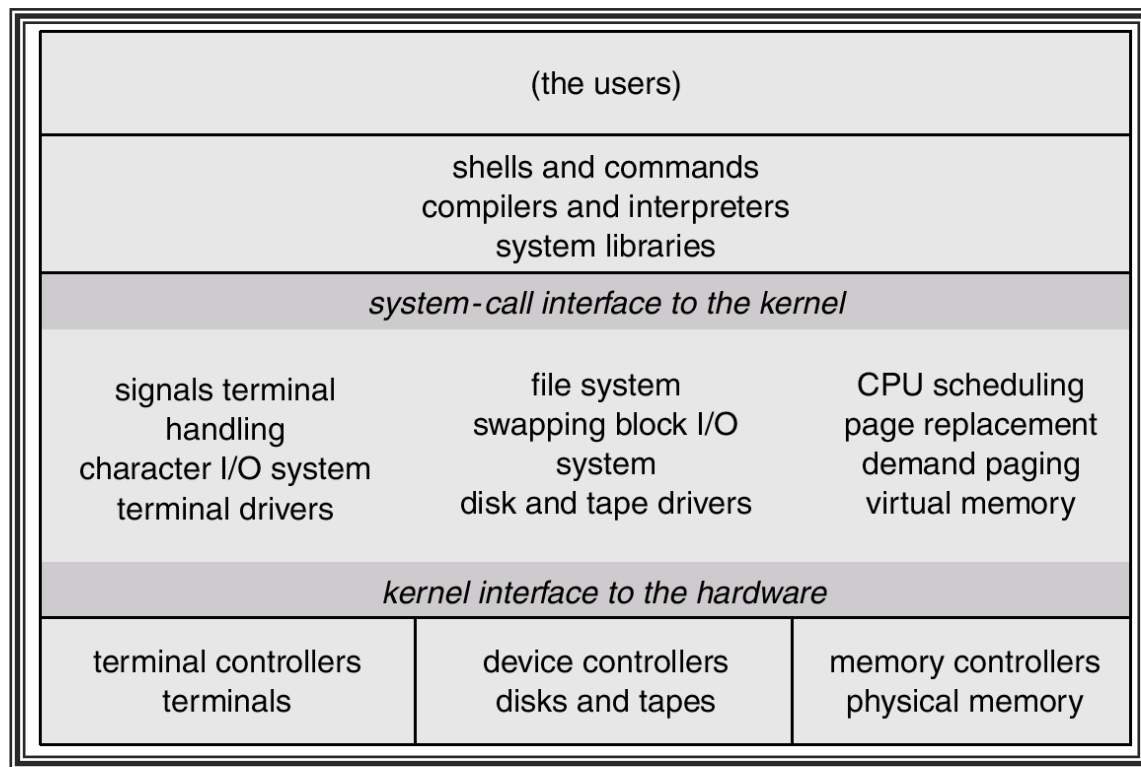 (the users)
shells and commands
compilers and interpreters
system libraries
system-call interface to the kernel
signals terminal
handling
character I/O system
terminal drivers
file system
swapping block I/O
system
disk and tape drivers
CPU scheduling
page replacement
demand paging
virtual memory
kernel interface to the hardware
terminal controllers
terminals
device controllers
disks and tapes
memory controllers
physical memory